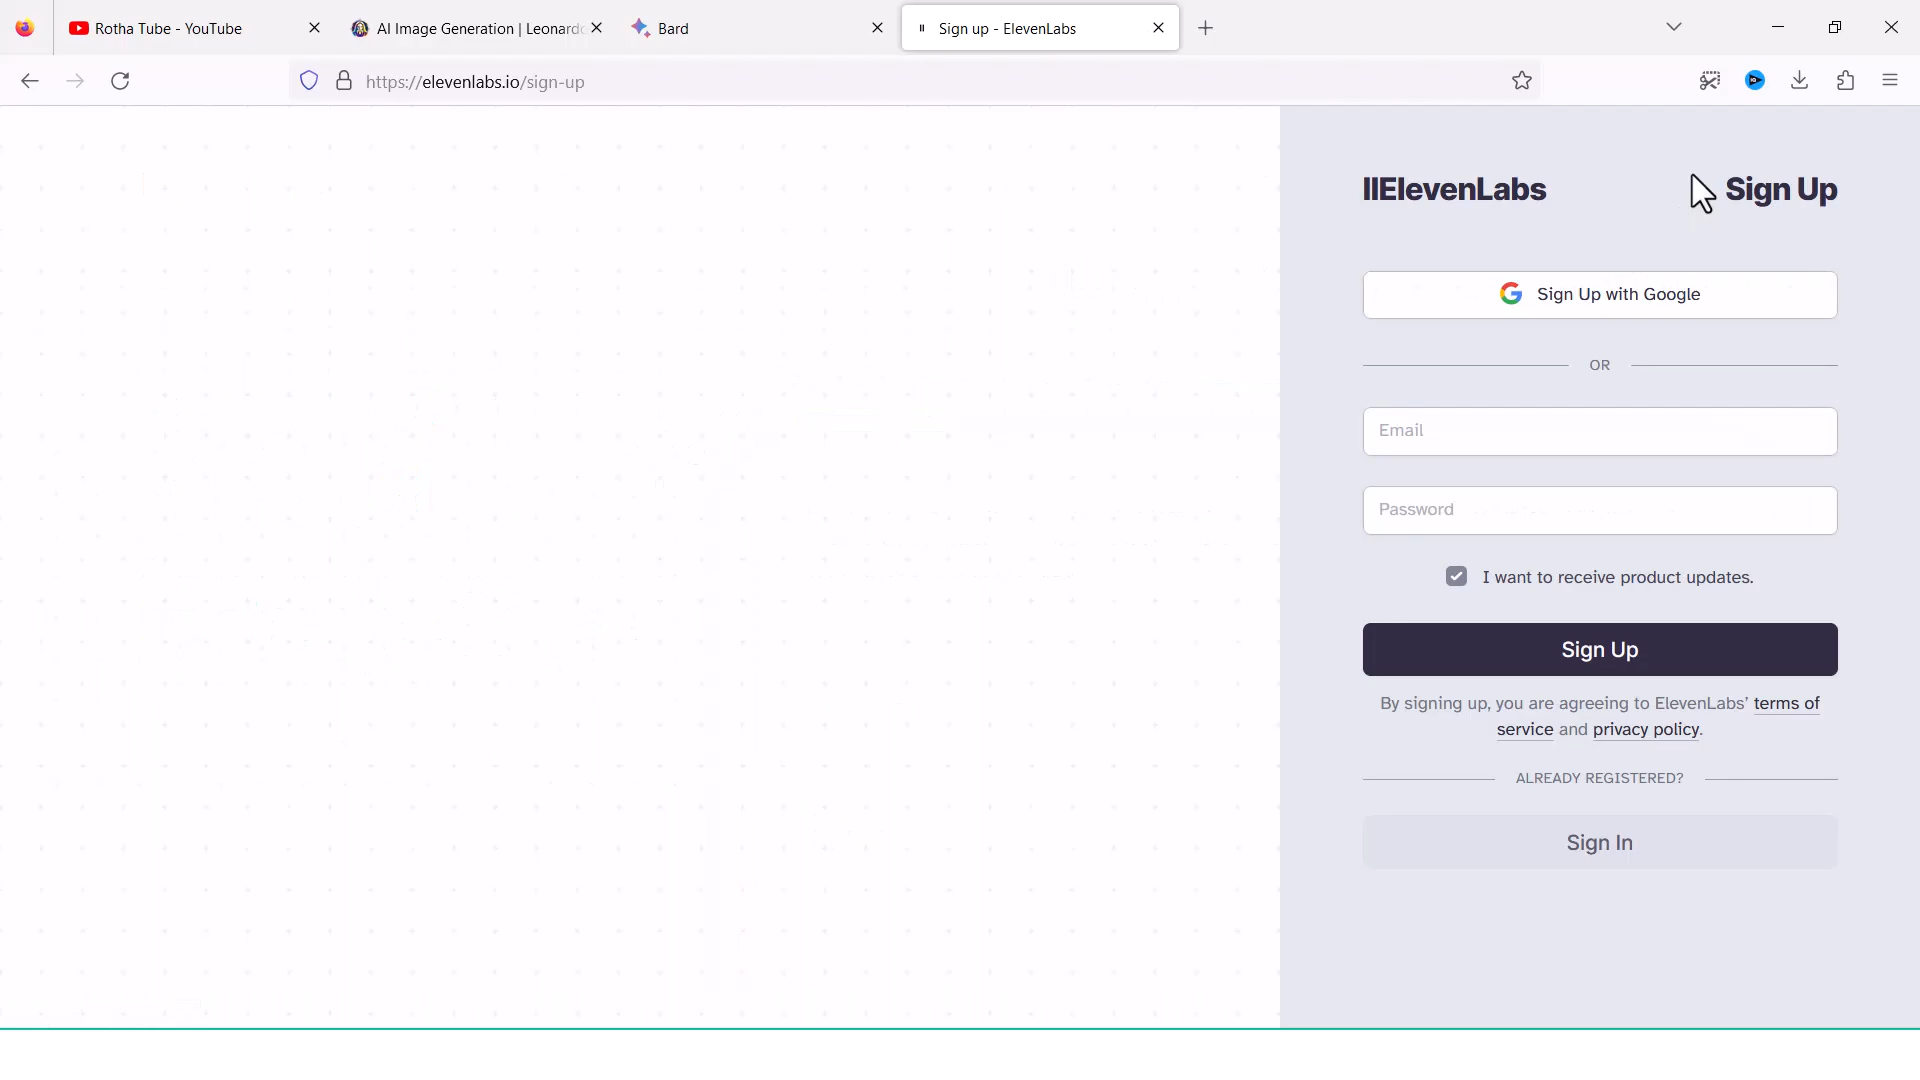 Rotha Tube - YouTube
AI Image Generation | Leonardo
Bard
Sign up - ElevenLabs
https://elevenlabs.io/sign-up
IIElevenLabs
Sign Up
Sign Up with Google
OR
Email
Password
I want to receive product updates.
Sign Up
By signing up, you are agreeing to ElevenLabs’ terms of
service and privacy policy.
ALREADY REGISTERED?
Sign In